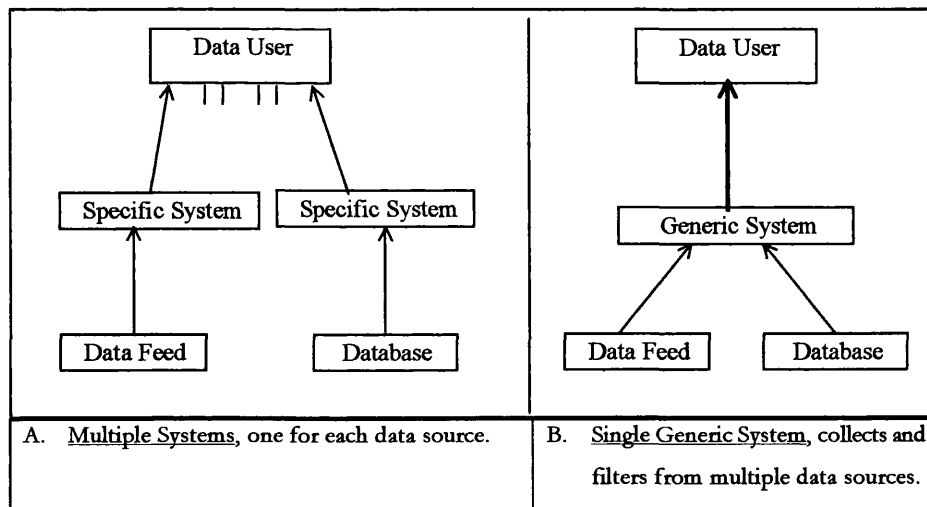 Data User
Specific System
Specific System
Data Feed
Database
A. Multiple Systems, one for each data source.
Data User
Generic System
Data Feed
Database
B. Single Generic System, collects and
filters from multiple data sources.